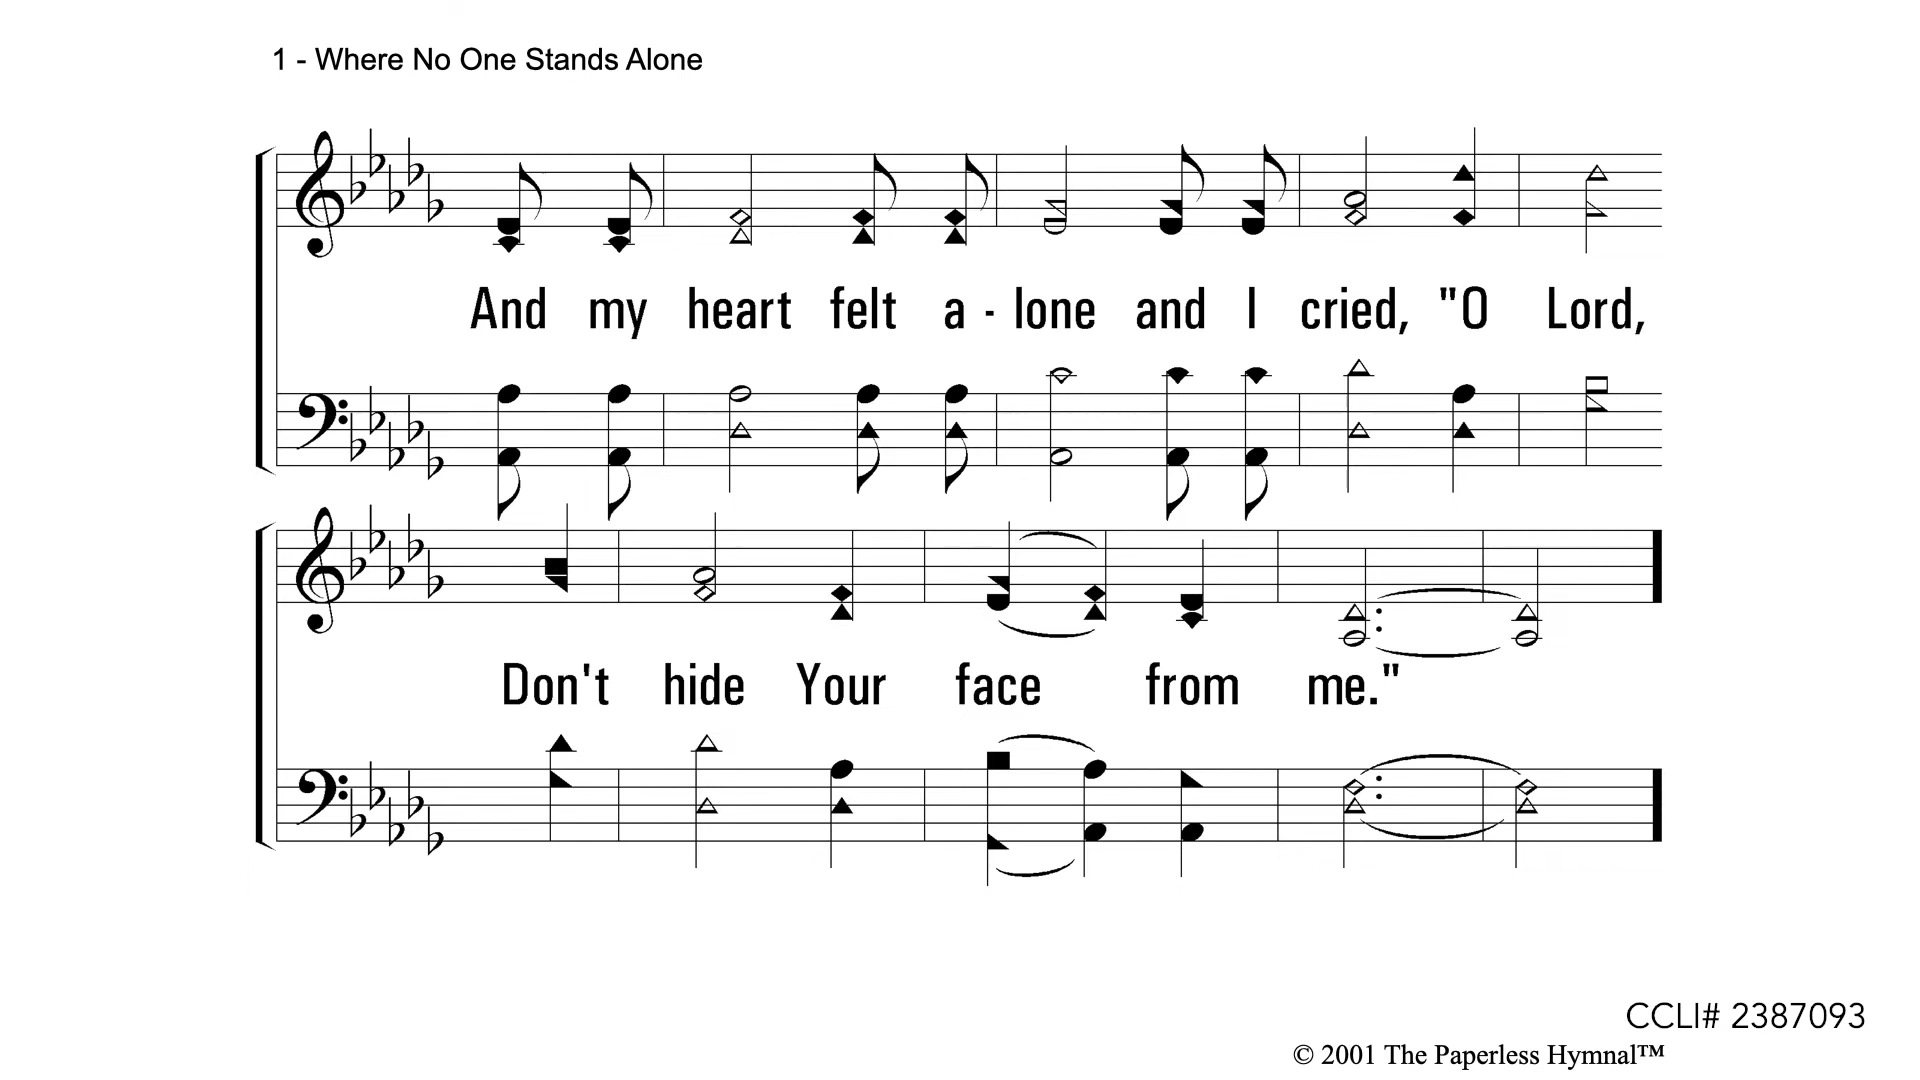 1 - Where No One Stands Alone
And my heart felt a - lone and I cried, "O Lord,
Don't hide Your face from me."
CCLI# 2387093
© 2001 The Paperless Hymnal™